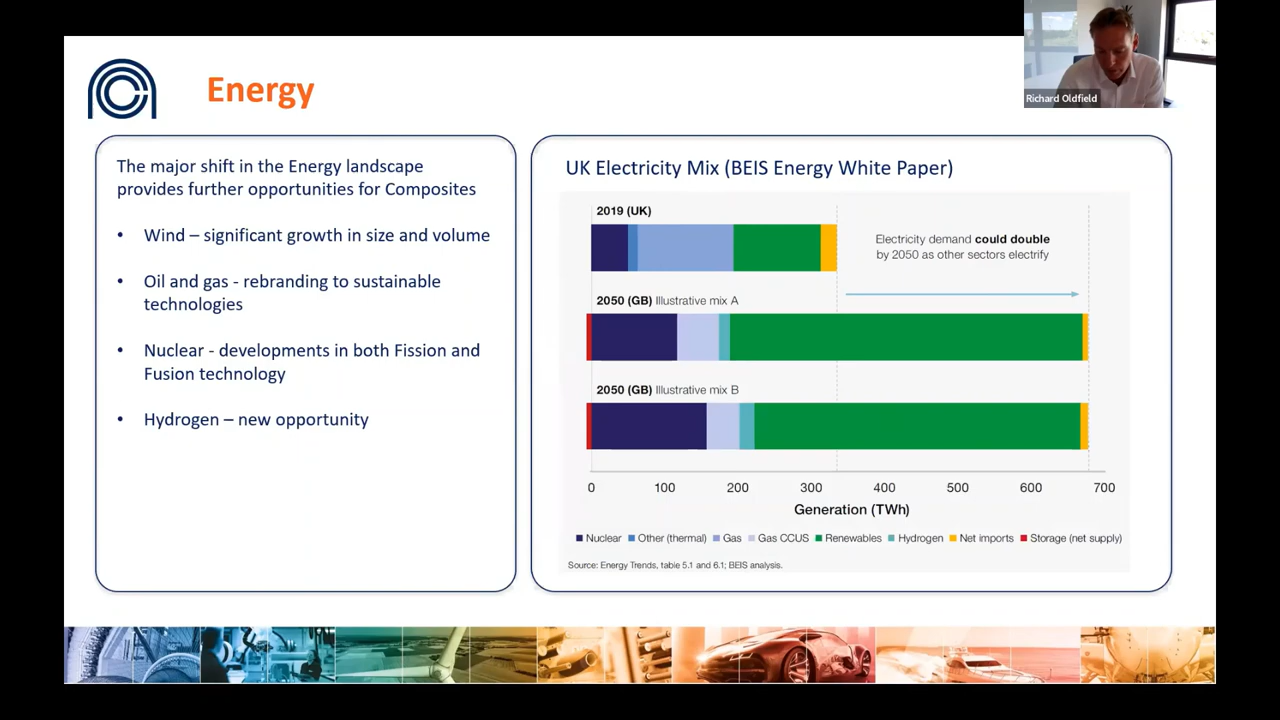 Energy
Richard Oldfield
The major shift in the Energy landscape
provides further opportunities for Composites
• Wind – significant growth in size and volume
• Oil and gas - rebranding to sustainable
technologies
• Nuclear - developments in both Fission and
Fusion technology
• Hydrogen – new opportunity
UK Electricity Mix (BEIS Energy White Paper)
2019 (UK)
Electricity demand could double
by 2050 as other sectors electrify
2050 (GB) Illustrative mix A
2050 (GB) Illustrative mix B
0 100 200 300 400 500 600 700
Generation (TWh)
Nuclear Other (thermal) Gas Gas CCUS Renewables Hydrogen Net imports Storage (net supply)
Source: Energy Trends, table 5.1 and 6.1; BEIS analysis.